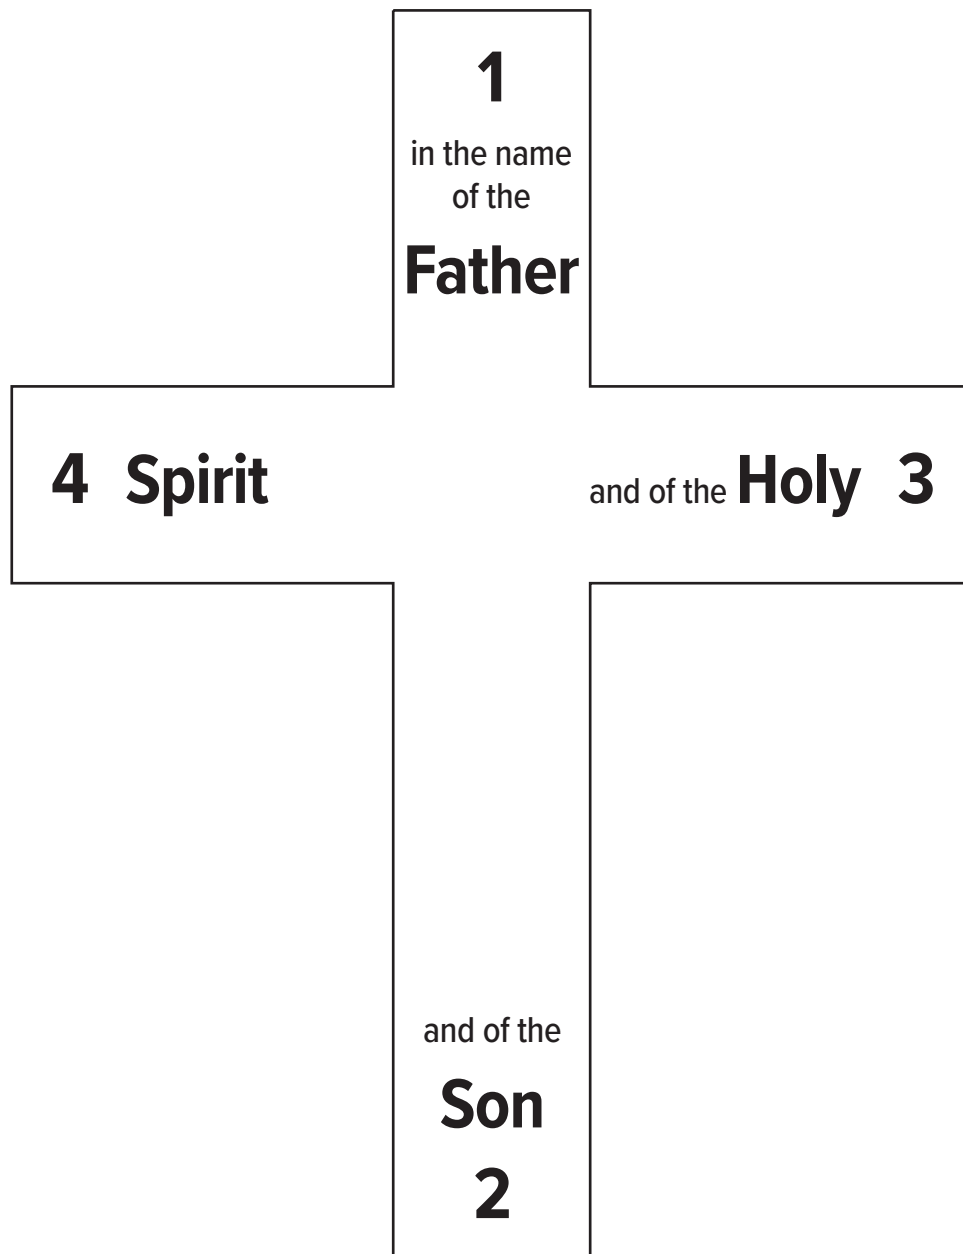 1
in the name
of the
Father
4 Spirit
and of the Holy 3
and of the
Son
2